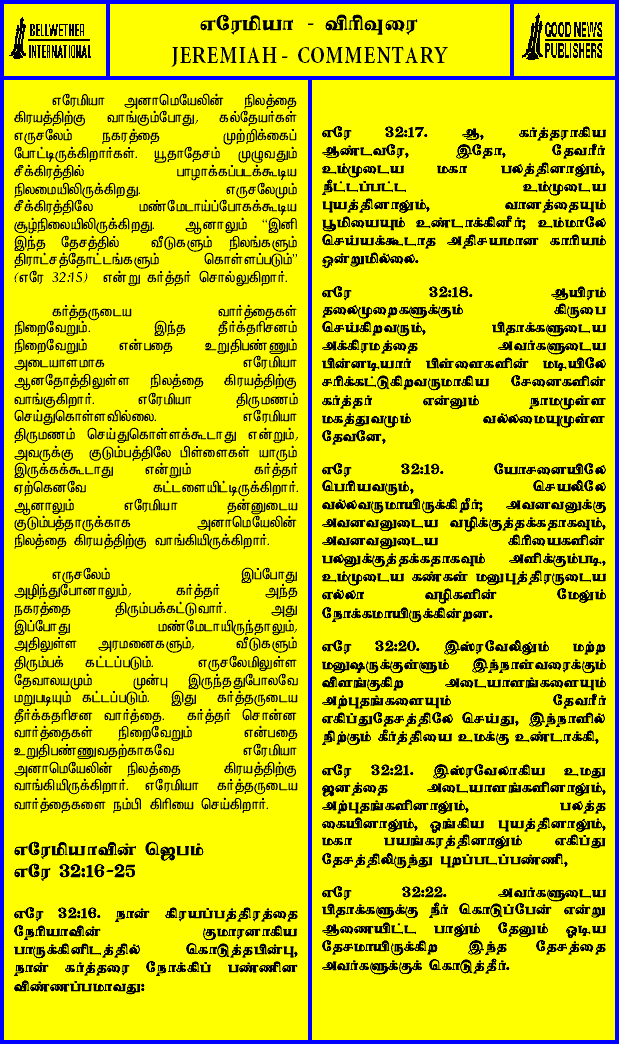 BELLWETHER
INTERNATIONAL
எரேமியா - விரிவுரை
JEREMIAH - COMMENTARY
GOOD NEWS
PUBLISHERS
எரேமியா அனாமெயேலின் நிலத்தை
கிரயத்திற்கு வாங்கும்போது, கல்தேயர்கள்
எருசலேம் நகரத்தை முற்றிக்கைப்
போட்டிருக்கிறார்கள். யூதாதேசம் முழுவதும்
சீக்கிரத்தில் பாழாக்கப்படக்கூடிய
நிலமையிலிருக்கிறது. எருசலேமும்
சீக்கிரத்திலே மண்மேடாய்ப்போகக்கூடிய
சூழ்நிலையிலிருக்கிறது. ஆனாலும் “இனி
இந்த தேசத்தில் வீடுகளும் நிலங்களும்
திராட்சத்தோட்டங்களும் கொள்ளப்படும்”
(எரே 32:15) என்று கர்த்தர் சொல்லுகிறார்.
கர்த்தருடைய வார்த்தைகள்
நிறைவேறும். இந்த தீர்க்தரிசனம்
நிறைவேறும் என்பதை உறுதிபண்ணும்
அடையாளமாக எரேமியா
ஆனதோத்திலுள்ள நிலத்தை கிரயத்திற்கு
வாங்குகிறார். எரேமியா திருமணம்
செய்துகொள்ளவில்லை. எரேமியா
திருமணம் செய்துகொள்ளக்கூடாது என்றும்,
அவருக்கு குடும்பத்திலே பிள்ளைகள் யாரும்
இருக்கக்கூடாது என்றும் கர்த்தர்
ஏற்கெனவே கட்டளையிட்டிருக்கிறார்.
ஆனாலும் எரேமியா தன்னுடைய
குடும்பத்தாருக்காக அனாமெயேலின்
நிலத்தை கிரயத்திற்கு வாங்கியிருக்கிறார்.
எருசலேம் இப்போது
அழிந்துபோனாலும், கர்த்தர் அந்த
நகரத்தை திரும்பக்கட்டுவார். அது
இப்போது மண்மேடாயிருந்தாலும்,
அதிலுள்ள அரமனைகளும், வீடுகளும்
திரும்பக் கட்டப்படும். எருசலேமிலுள்ள
தேவாலயமும் முன்பு இருந்ததுபோலவே
மறுபடியும் கட்டப்படும். இது கர்த்தருடைய
தீர்க்கதரிசன வார்த்தை. கர்த்தர் சொன்ன
வார்த்தைகள் நிறைவேறும் என்பதை
உறுதிபண்ணுவதற்காகவே எரேமியா
அனாமெயேலின் நிலத்தை கிரயத்திற்கு
வாங்கியிருக்கிறார். எரேமியா கர்த்தருடைய
வார்த்தைகளை நம்பி கிரியை செய்கிறார்.
எரேமியாவின் ஜெபம்
எரே 32:16-25
எரே 32:16. நான் கிரயப்பத்திரத்தை
நேரியாவின் குமாரனாகிய
பாருக்கினிடத்தில் கொடுத்தபின்பு,
நான் கர்த்தரை நோக்கிப் பண்ணின
விண்ணப்பமாவது:
எரே 32:17. ஆ, கர்த்தராகிய
ஆண்டவரே, இதோ, தேவரீர்
உம்முடைய மகா பலத்தினாலும்,
நீட்டப்பட்ட உம்முடைய
புயத்தினாலும், வானத்தையும்
பூமியையும் உண்டாக்கினீர்; உம்மாலே
செய்யக்கூடாத அதிசயமான காரியம்
ஒன்றுமில்லை.
எரே 32:18. ஆயிரம்
தலைமுறைகளுக்கும் கிருபை
செய்கிறவரும், பிதாக்களுடைய
அக்கிரமத்தை அவர்களுடைய
பின்னடியார் பிள்ளைகளின் மடியிலே
சரிக்கட்டுகிறவருமாகிய சேனைகளின்
கர்த்தர் என்னும் நாமமுள்ள
மகத்துவமும் வல்லமையுமுள்ள
தேவனே,
எரே 32:19. யோசனையிலே
பெரியவரும், செயலிலே
வல்லவருமாயிருக்கிறீர்; அவனவனுக்கு
அவனவனுடைய வழிக்குத்தக்கதாகவும்,
அவனவனுடைய கிரியைகளின்
பலனுக்குத்தக்கதாகவும் அளிக்கும்படி,
உம்முடைய கண்கள் மனுபுத்திரருடைய
எல்லா வழிகளின் மேலும்
நோக்கமாயிருக்கின்றன.
எரே 32:20. இஸ்ரவேலிலும் மற்ற
மனுஷருக்குள்ளும் இந்நாள்வரைக்கும்
விளங்குகிற அடையாளங்களையும்
அற்புதங்களையும் தேவரீர்
எகிப்துதேசத்திலே செய்து, இந்நாளில்
நிற்கும் கீர்த்தியை உமக்கு உண்டாக்கி,
எரே 32:21. இஸ்ரவேலாகிய உமது
ஜனத்தை அடையாளங்களினாலும்,
அற்புதங்களினாலும், பலத்த
கையினாலும், ஓங்கிய புயத்தினாலும்,
மகா பயங்கரத்தினாலும் எகிப்து
தேசத்திலிருந்து புறப்படப்பண்ணி,
எரே 32:22. அவர்களுடைய
பிதாக்களுக்கு நீர் கொடுப்பேன் என்று
ஆணையிட்ட பாலும் தேனும் ஓடிய
தேசமாயிருக்கிற இந்த தேசத்தை
அவர்களுக்குக் கொடுத்தீர்.